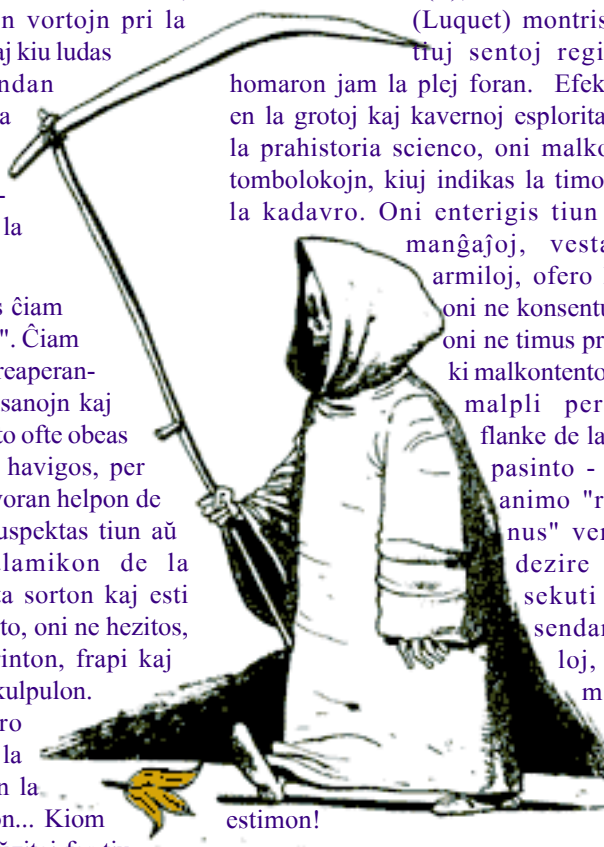 n vortojn pri la
aj kiu ludas
ndan
a
-
la
s ĉiam
". Ĉiam
reaperan-
sanojn kaj
to ofte obeas
havigos, per
voran helpon de
uspektas tiun aŭ
lamikon de la
ta sorton kaj esti
to, oni ne hezitos,
inton, frapi kaj
kulpulon.
ro
la
n la
on... Kiom
(Luquet) montris
tiuj sentoj regi
homaron jam la plej foran. Efek
en la grotoj kaj kavernoj esplorita
la prahistoria scienco, oni malko
tombolokojn, kiuj indikas la timo
la kadavro. Oni enterigis tiun
manĝaĵoj, vesta
armiloj, ofero
oni ne konsentu
oni ne timus pr
ki malkontento
malpli per
flanke de la
pasinto -
animo "r
nus" ver
dezire
sekuti
sendan
loj,
m
estimon!